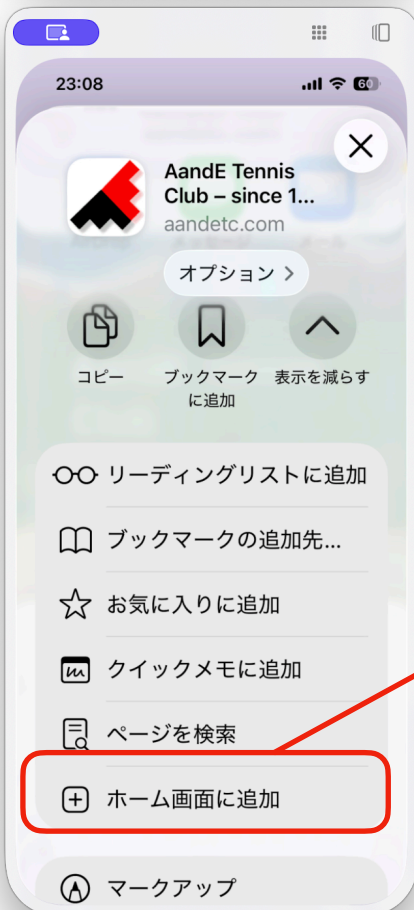 23:08
60
AandE Tennis
Club – since 1...
aandetc.com
オプション
コピー
ブックマーク
に追加
表示を減らす
リーディングリストに追加
ブックマークの追加先...
お気に入りに追加
クイックメモに追加
ページを検索
ホーム画面に追加
マークアップ